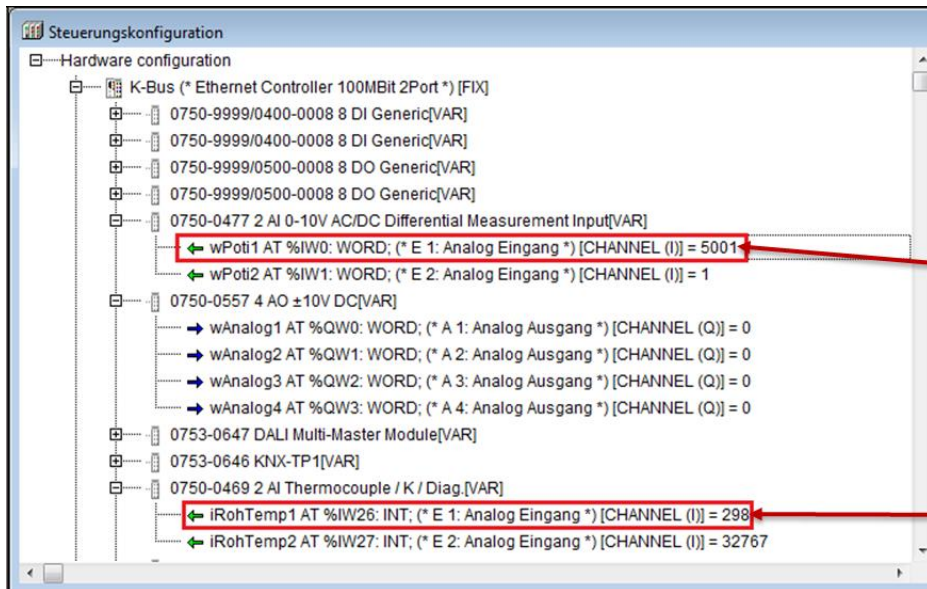 Steuerungskonfiguration
Hardware configuration
K-Bus (* Ethernet Controller 100MBit 2Port *) [FIX]
0750-9999/0400-0008 8 DI Generic[VAR]
0750-9999/0400-0008 8 DI Generic[VAR]
0750-9999/0500-0008 8 DO Generic[VAR]
0750-9999/0500-0008 8 DO Generic[VAR]
0750-0477 2 AI 0-10V AC/DC Differential Measurement Input[VAR]
wPoti1 AT %IW0: WORD; (* E 1: Analog Eingang *) [CHANNEL (I)] = 5001
wPoti2 AT %IW1: WORD; (* E 2: Analog Eingang *) [CHANNEL (I)] = 1
0750-0557 4 AO ±10V DC[VAR]
wAnalog1 AT %QW0: WORD; (* A 1: Analog Ausgang *) [CHANNEL (Q)] = 0
wAnalog2 AT %QW1: WORD; (* A 2: Analog Ausgang *) [CHANNEL (Q)] = 0
wAnalog3 AT %QW2: WORD; (* A 3: Analog Ausgang *) [CHANNEL (Q)] = 0
wAnalog4 AT %QW3: WORD; (* A 4: Analog Ausgang *) [CHANNEL (Q)] = 0
0753-0647 DALI Multi-Master Module[VAR]
0753-0646 KNX-TP1[VAR]
0750-0469 2 AI Thermocouple / K / Diag.[VAR]
iRohTemp1 AT %IW26: INT; (* E 1: Analog Eingang *) [CHANNEL (I)] = 298
iRohTemp2 AT %IW27: INT; (* E 2: Analog Eingang *) [CHANNEL (I)] = 32767